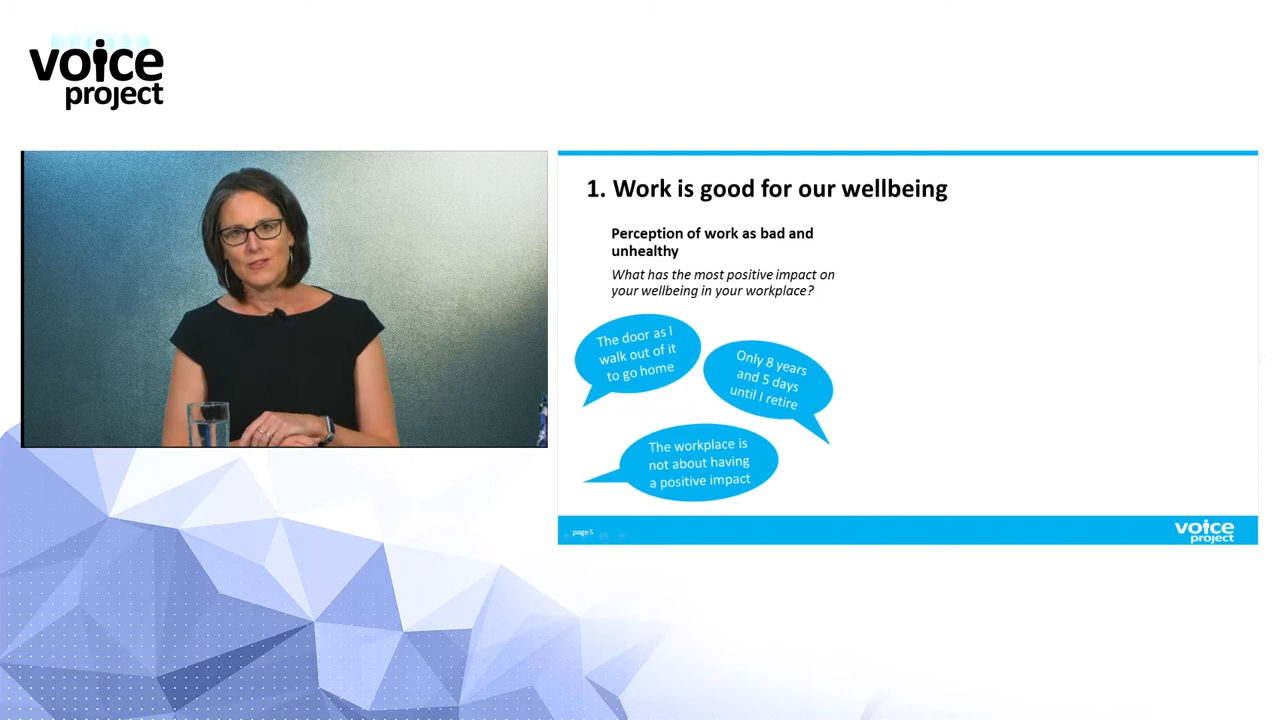 voice
project
1. Work is good for our wellbeing
Perception of work as bad and
unhealthy
What has the most positive impact on
your wellbeing in your workplace?
The door as I
walk out of it
to go home
Only 8 years
and 5 days
until I retire
The workplace is
not about having
a positive impact
page5
voice
project